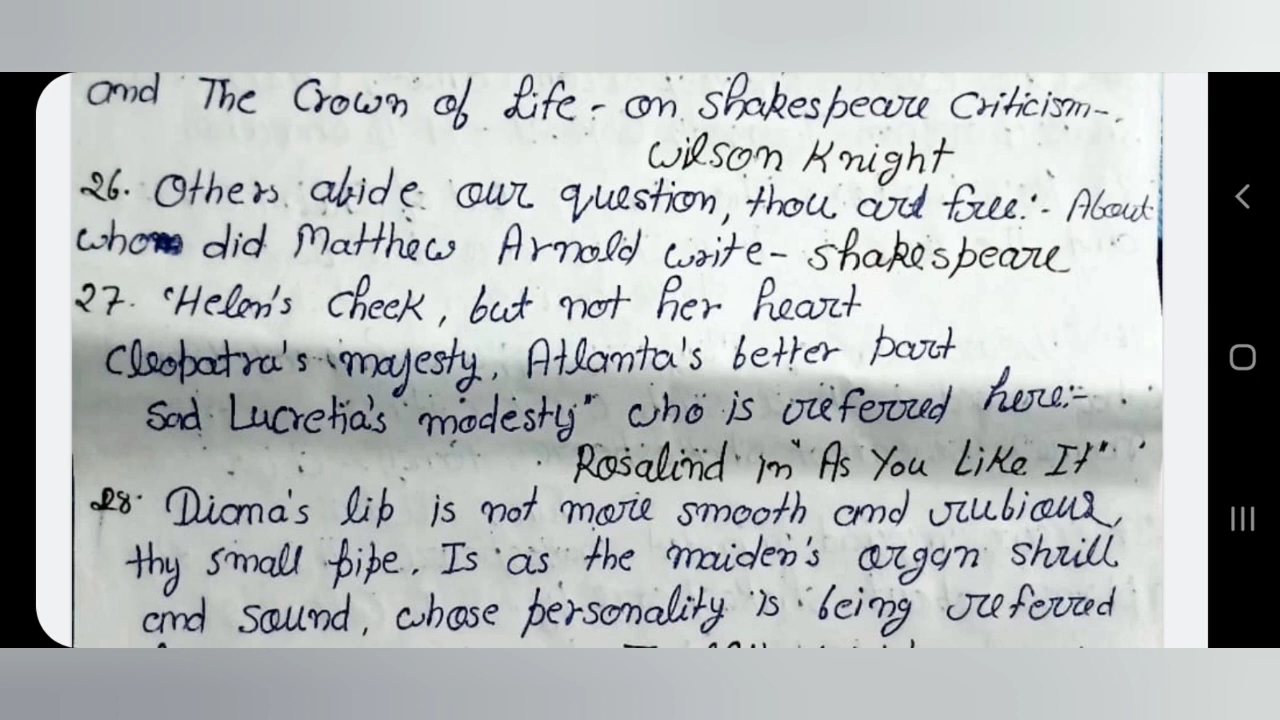 and The Crown of Life - on Shakespeare Criticism-.
Wilson Knight
26. Others abide our question, thou art free:- About
whom did Matthew Arnold write - Shakespeare
27. 'Helen's cheek, but not her heart
Cleopatra's majesty, Atlanta's better part
Sad Lucretia's modesty" who is referred here:-
Rosalind in "As You Like It"
28. Diana's lip is not more smooth and rubious,
thy small pipe. Is as the maiden's organ shrill
and sound, whose personality is being referred